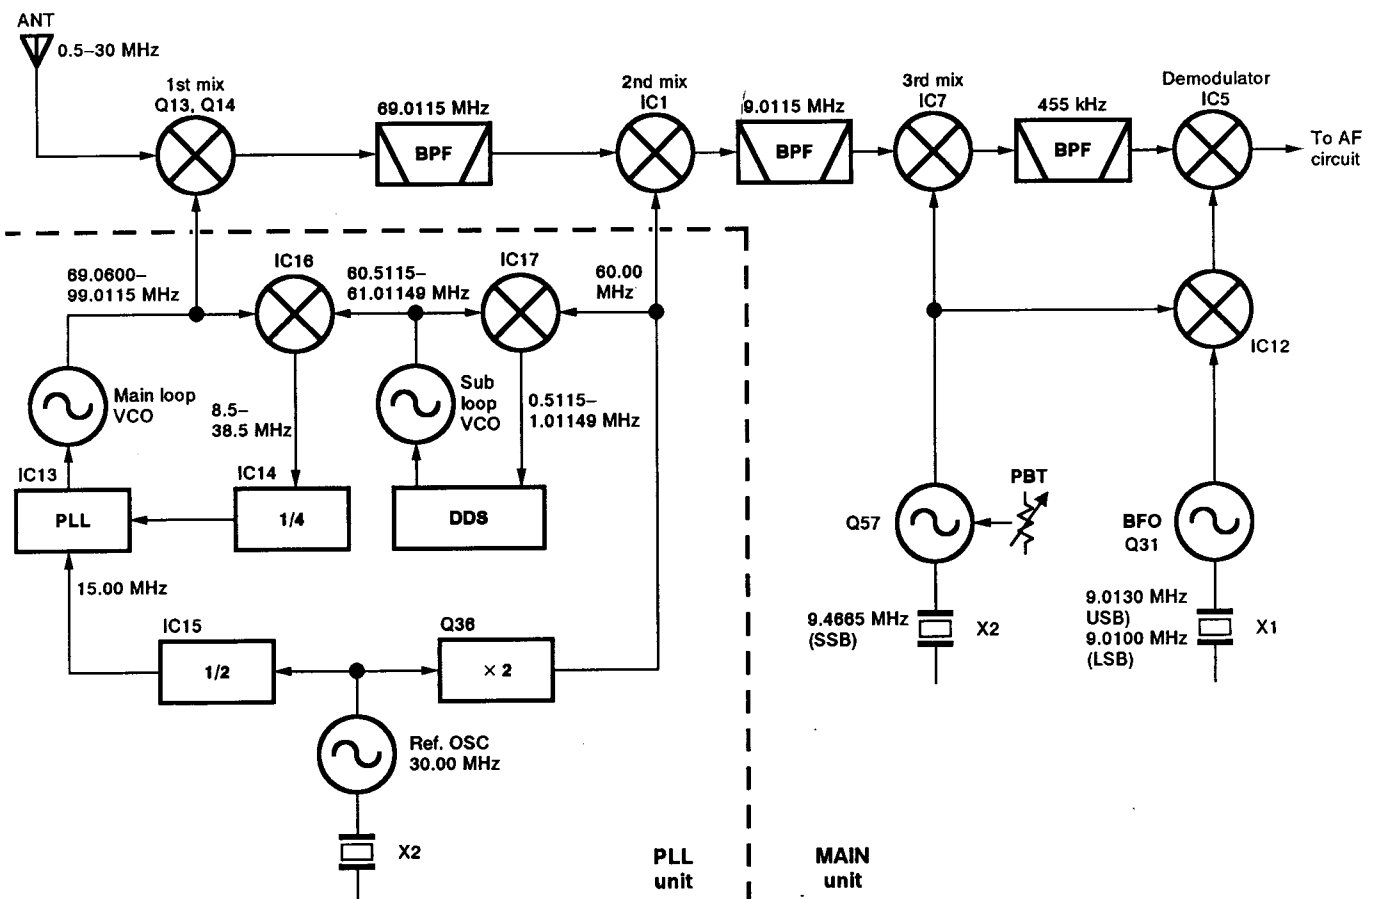 ANT
0.5–30 MHz
1st mix
Q13, Q14
69.0115 MHz
BPF
2nd mix
IC1
9.0115 MHz
BPF
3rd mix
IC7
455 kHz
BPF
Demodulator
IC5
To AF
circuit
69.0600–
99.0115 MHz
IC16
60.5115–
61.01149 MHz
IC17
60.00
MHz
IC12
Main loop
VCO
8.5–
38.5 MHz
Sub
loop
VCO
0.5115–
1.01149 MHz
IC13
PLL
IC14
1/4
DDS
Q57
PBT
BFO
Q31
15.00 MHz
IC15
1/2
Q36
× 2
9.4665 MHz
(SSB)
X2
9.0130 MHz
USB)
9.0100 MHz
(LSB)
X1
Ref. OSC
30.00 MHz
X2
PLL
unit
MAIN
unit